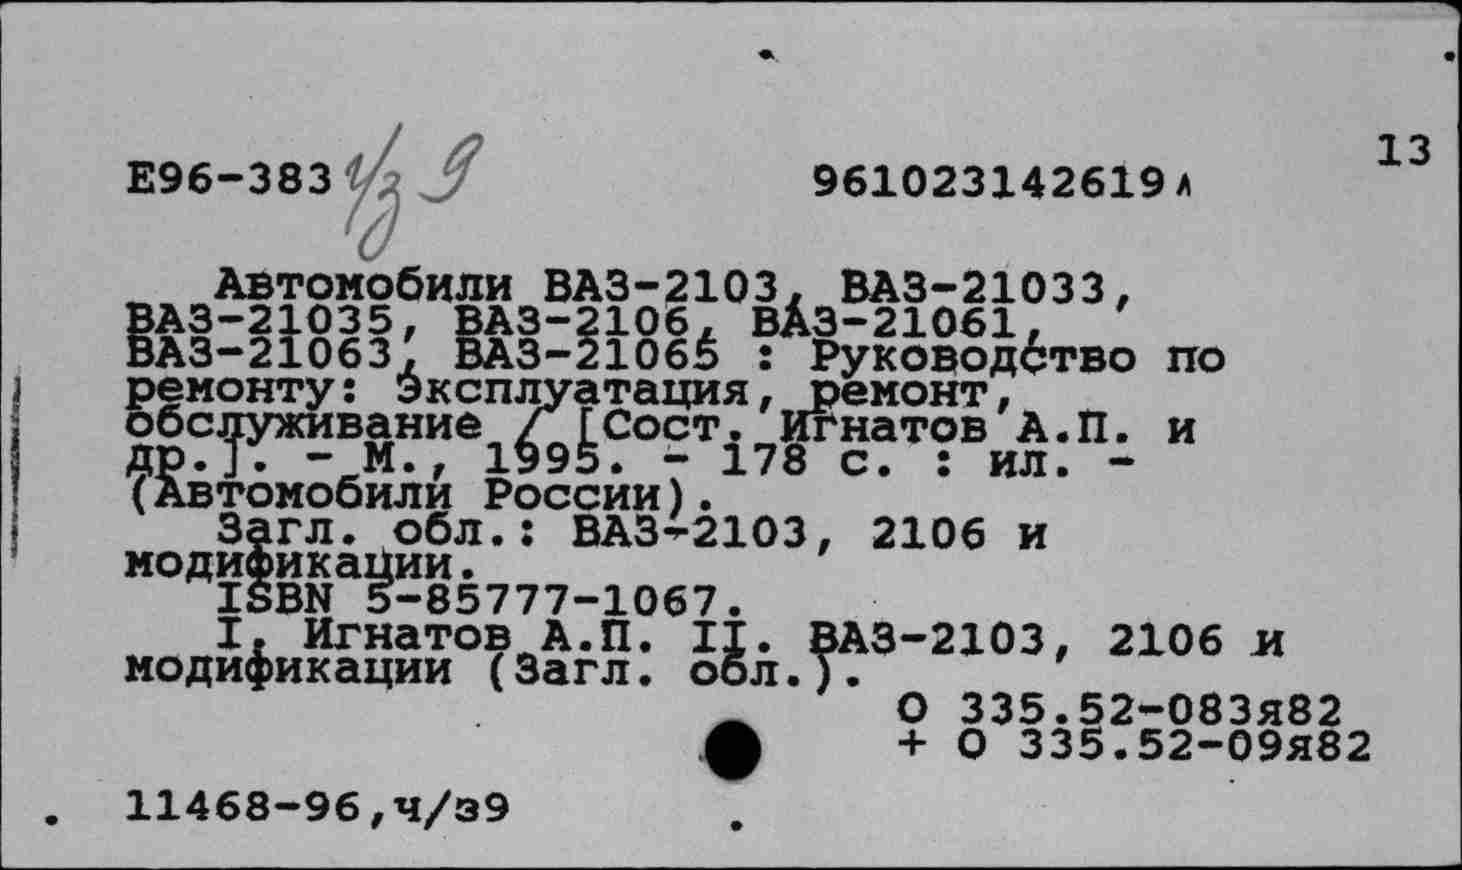 13
Е96-383 ч/з 9 961023142619л
Автомобили ВАЗ-2103, ВАЗ-21033,
ВАЗ-21035, ВАЗ-2106, ВАЗ-21061,
ВАЗ-21063, ВАЗ-21065 : Руководство по
ремонту: Эксплуатация, ремонт,
обслуживание / [Сост. Игнатов А.П. и
др.]. - М., 1995. - 178 с. : ил. -
(Автомобили России).
Загл. обл.: ВАЗ-2103, 2106 и
модификации.
ISBN 5-85777-1067.
I. Игнатов А.П. II. ВАЗ-2103, 2106 и
модификации (Загл. обл.).
О 335.52-083я82
+ О 335.52-09я82
11468-96,ч/з9